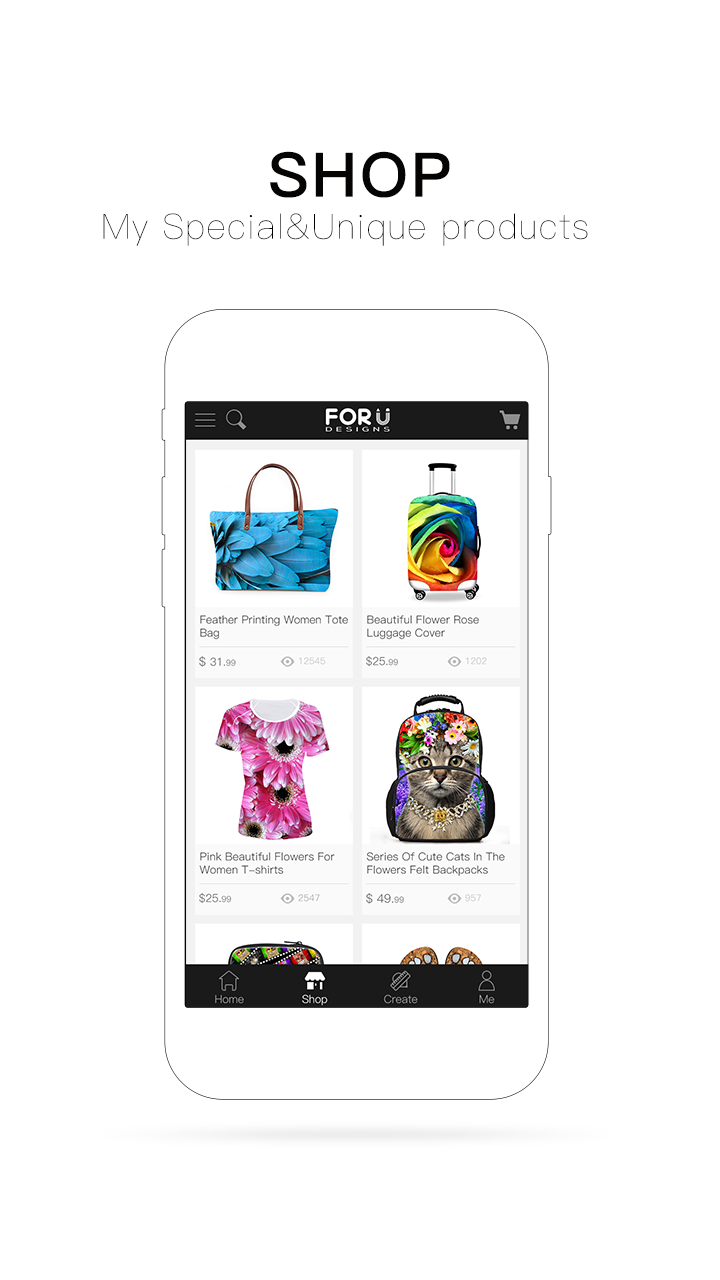 SHOP
My Special&Unique products
FOR U
DESIGNS
Feather Printing Women Tote
Bag
$ 31.99
12545
Beautiful Flower Rose
Luggage Cover
$25.99
1202
Pink Beautiful Flowers For
Women T-shirts
$25.99
2547
Series Of Cute Cats In The
Flowers Felt Backpacks
$ 49.99
957
Home
Shop
Create
Me